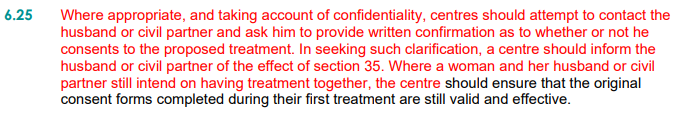 6.25 Where appropriate, and taking account of confidentiality, centres should attempt to contact the
husband or civil partner and ask him to provide written confirmation as to whether or not he
consents to the proposed treatment. In seeking such clarification, a centre should inform the
husband or civil partner of the effect of section 35. Where a woman and her husband or civil
partner still intend on having treatment together, the centre should ensure that the original
consent forms completed during their first treatment are still valid and effective.